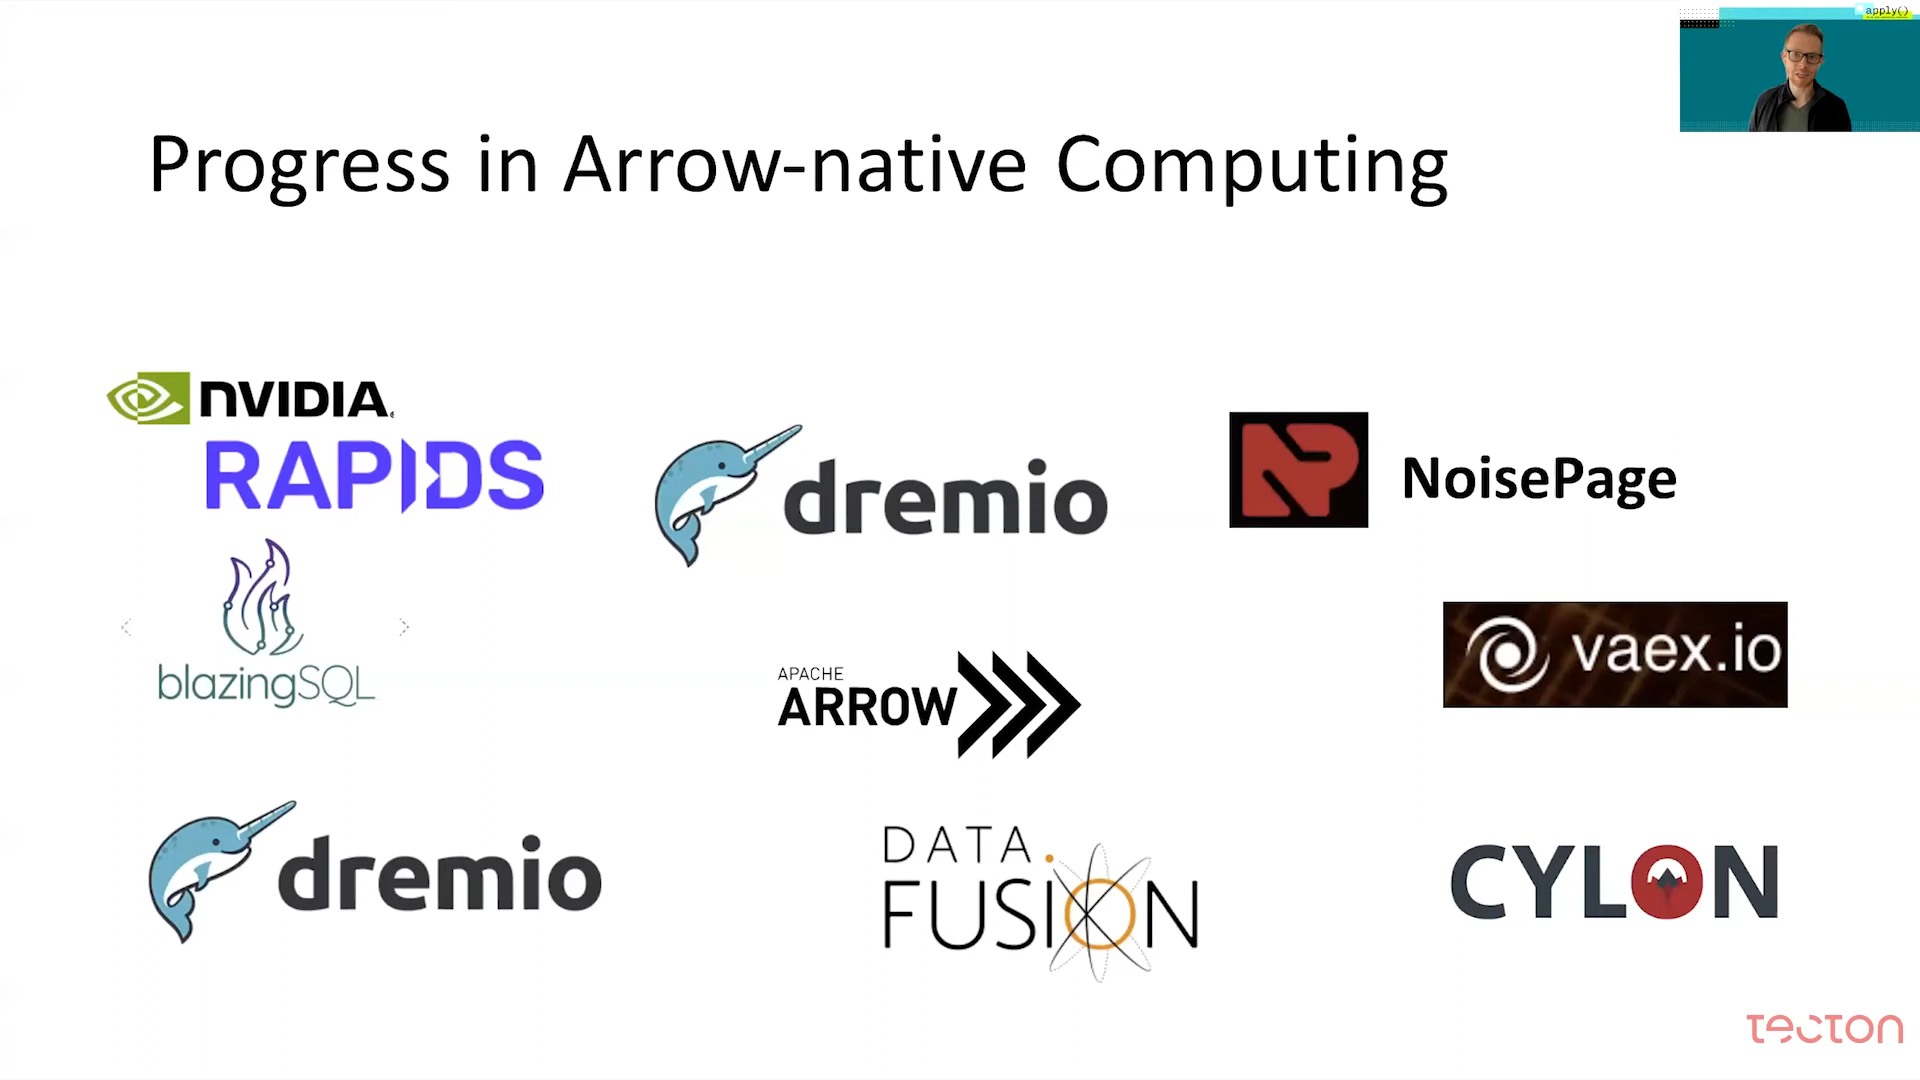 apply()
Progress in Arrow-native Computing
NVIDIA.
RAPIDS
dremio
NP
NoisePage
blazingSQL
APACHE
ARROW
vaex.io
dremio
DATA
FUSION
CYLON
tecton